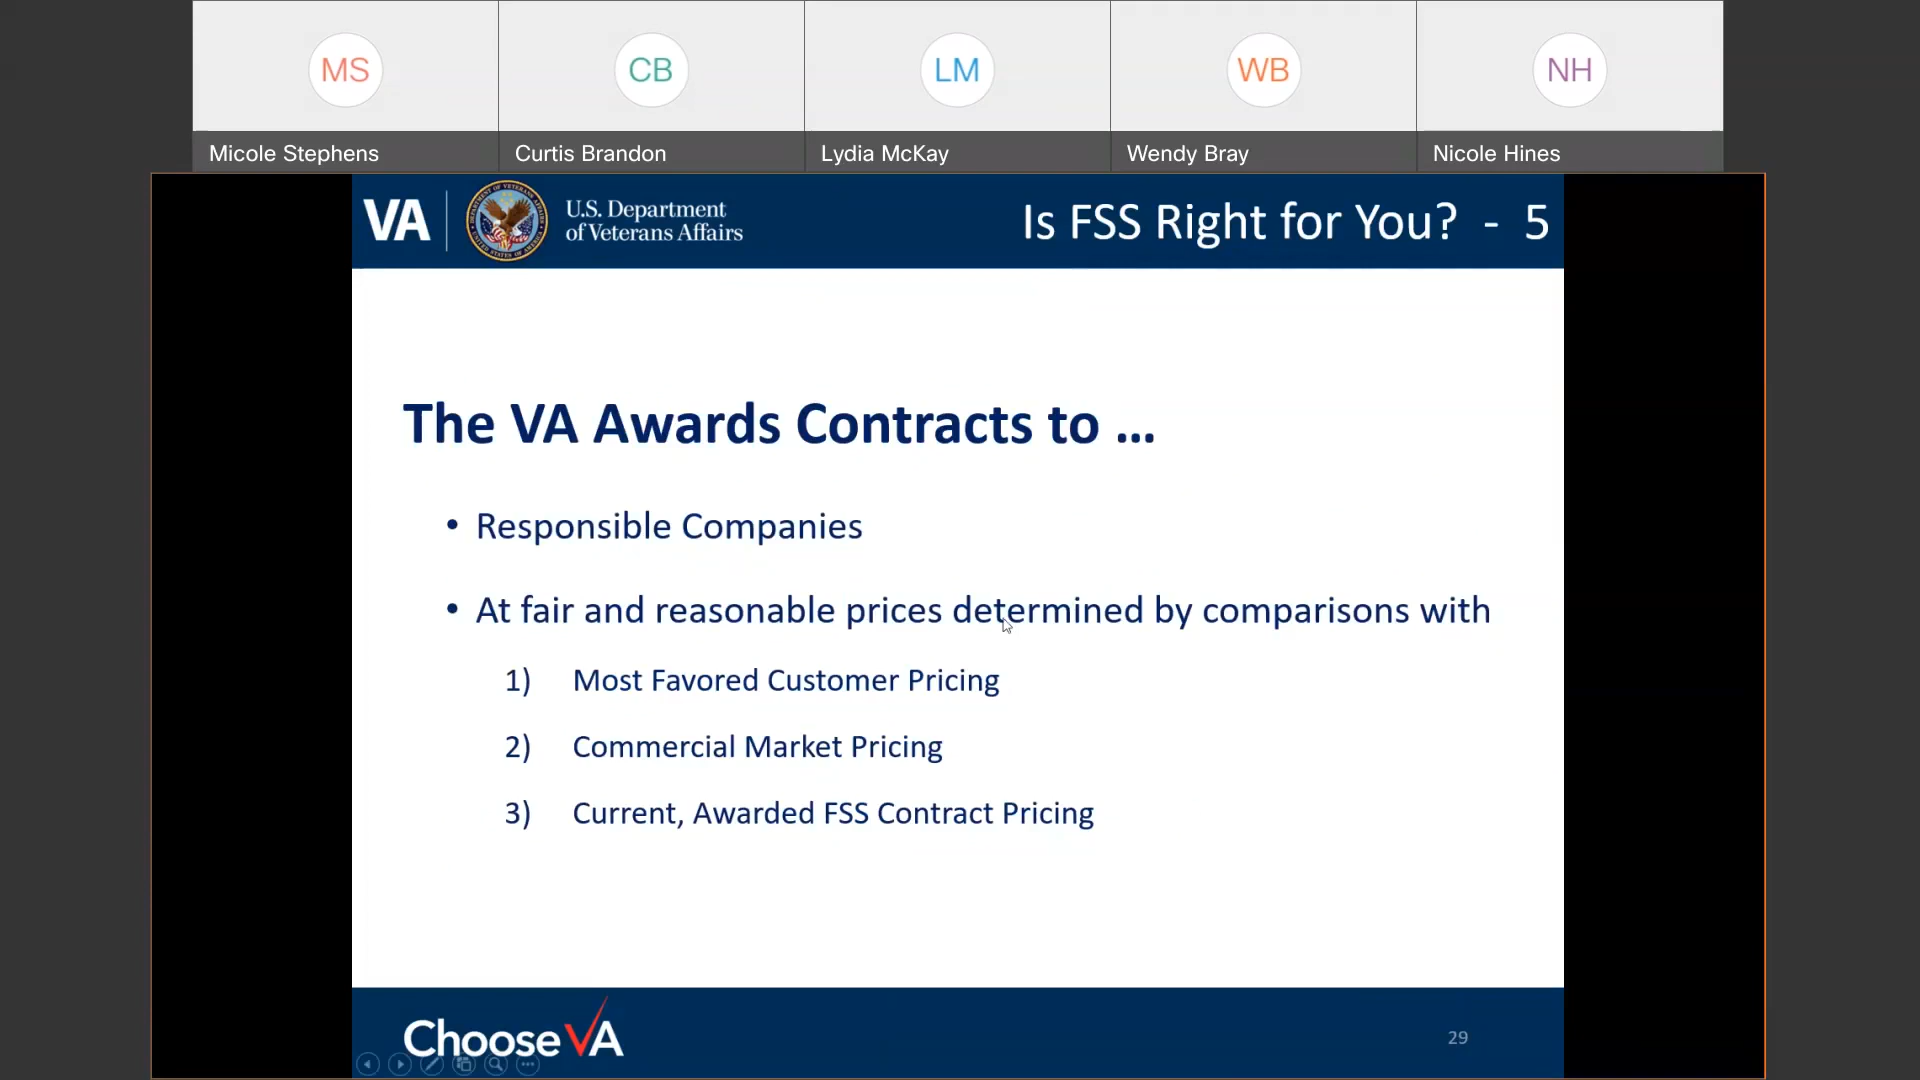 MS
CB
LM
WB
NH
Micole Stephens
Curtis Brandon
Lydia McKay
Wendy Bray
Nicole Hines
VA
U.S. Department
of Veterans Affairs
Is FSS Right for You? - 5
The VA Awards Contracts to ...
• Responsible Companies
• At fair and reasonable prices determined by comparisons with
1) Most Favored Customer Pricing
2) Commercial Market Pricing
3) Current, Awarded FSS Contract Pricing
Choose VA
29